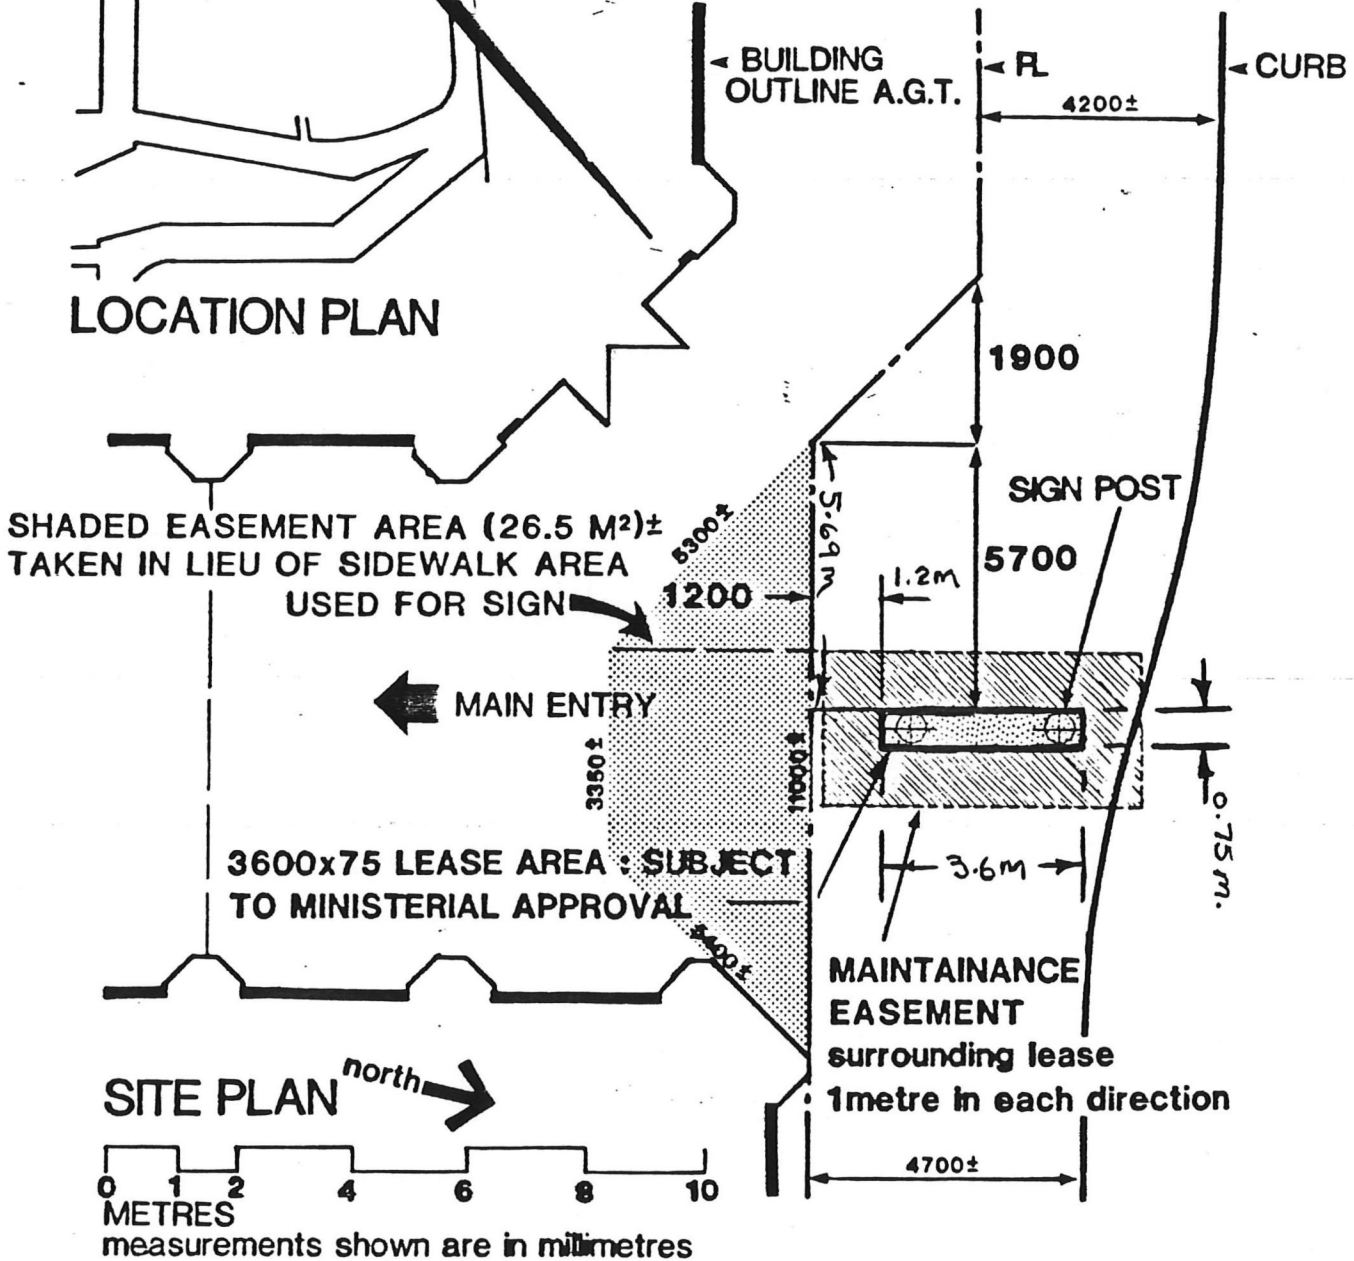 BUILDING
OUTLINE A.G.T.
PL
CURB
4200±
LOCATION PLAN
1900
SIGN POST
SHADED EASEMENT AREA (26.5 M²)±
TAKEN IN LIEU OF SIDEWALK AREA
USED FOR SIGN
5300±
5.69m
5700
1200
1.2m
MAIN ENTRY
3350±
11000±
0.75m.
3600x75 LEASE AREA : SUBJECT
TO MINISTERIAL APPROVAL
3.6m
5400±
MAINTAINANCE
EASEMENT
surrounding lease
1metre in each direction
SITE PLAN
north
4700±
0 1 2 4 6 8 10
METRES
measurements shown are in millimetres